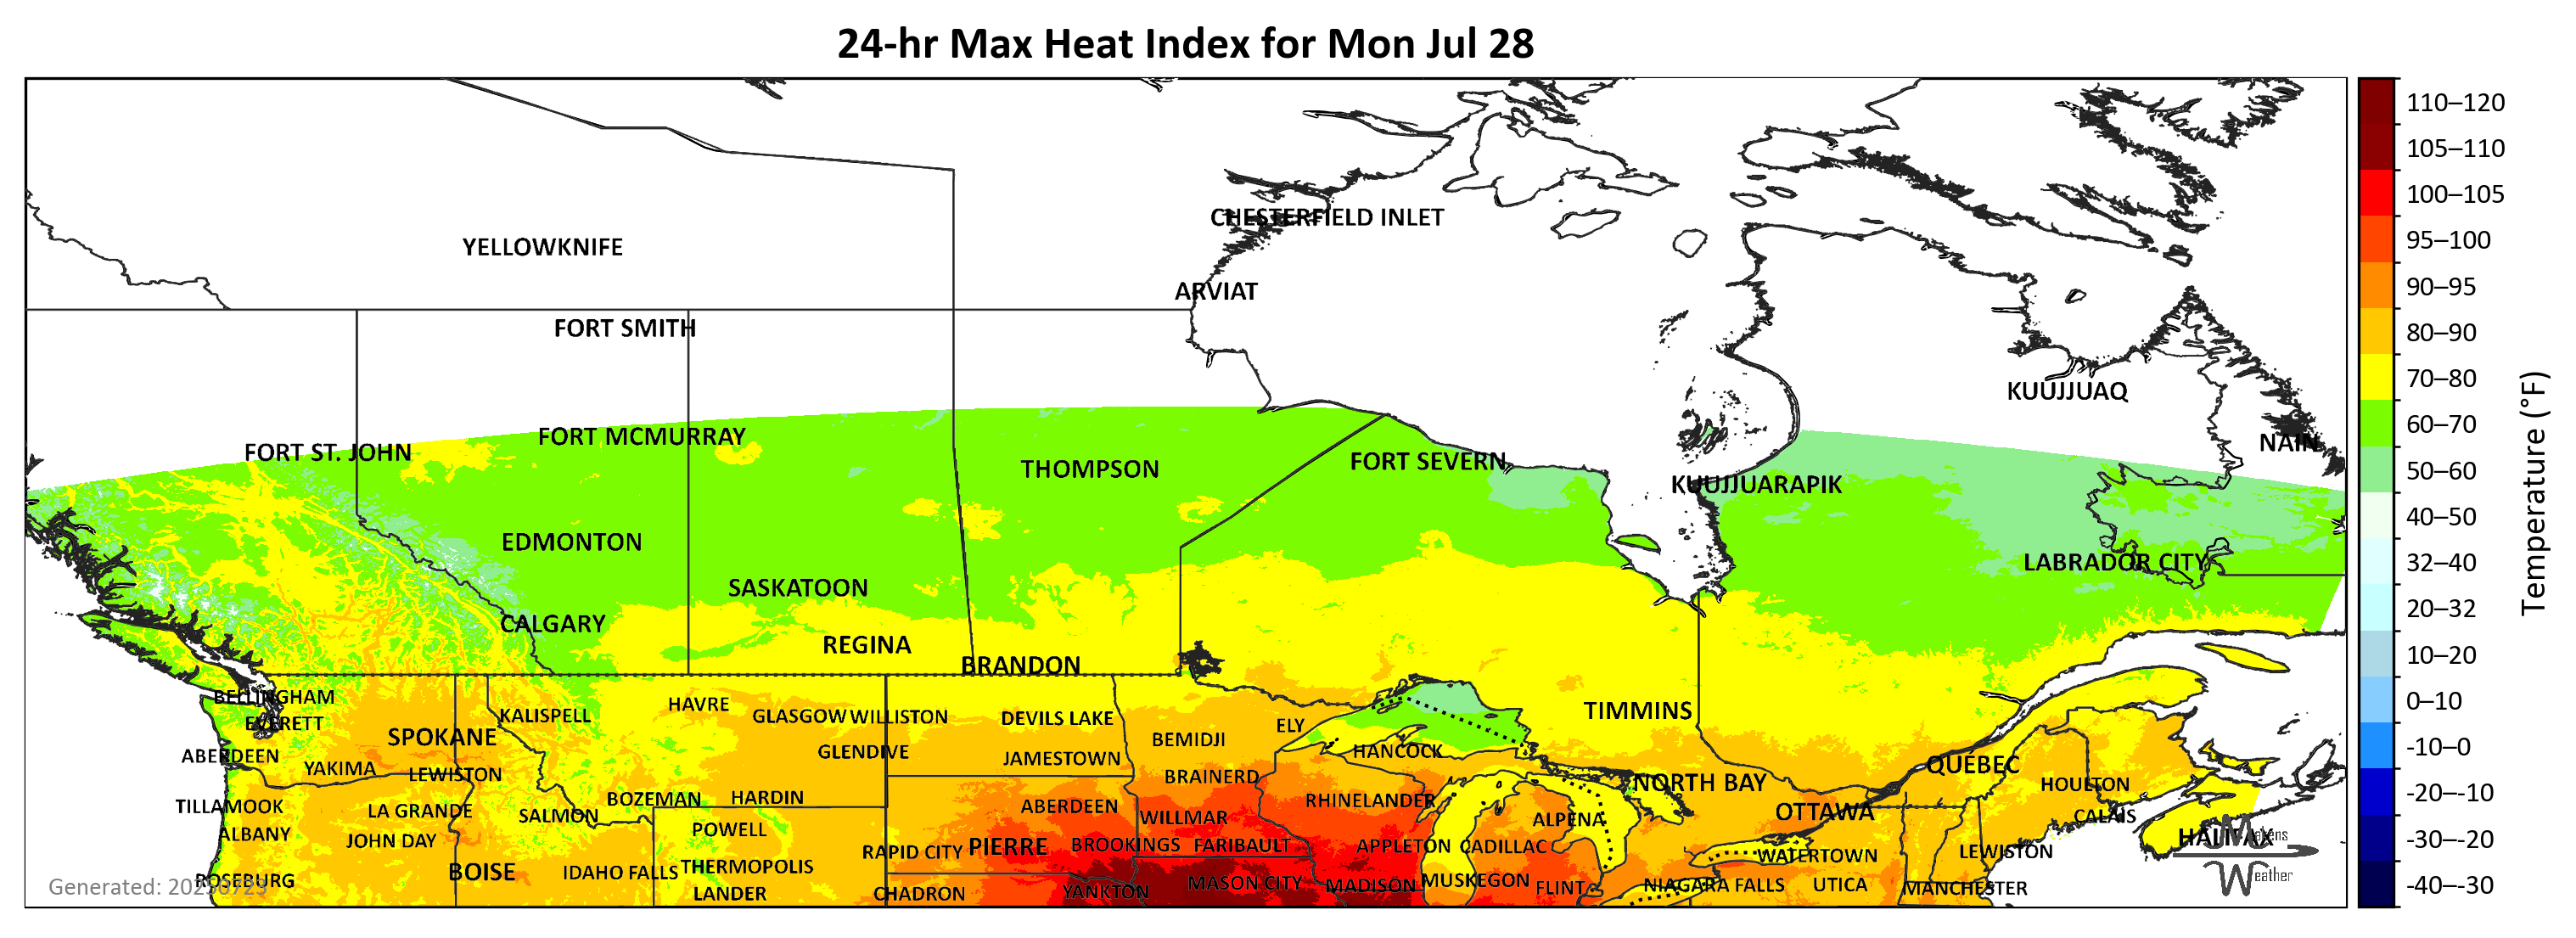 24-hr Max Heat Index for Mon Jul 28
110–120
105–110
CHESTERFIELD INLET
100–105
YELLOWKNIFE
95–100
ARVIAT
90–95
FORT SMITH
80–90
KUUJJUAQ
70–80
FORT ST. JOHN
FORT MCMURRAY
THOMPSON
FORT SEVERN
NAIN
60–70
KUUJJUARAPIK
50–60
EDMONTON
40–50
SASKATOON
LABRADOR CITY
32–40
CALGARY
REGINA
BRANDON
20–32
Temperature (°F)
10–20
BELLINGHAM
KALISPELL
HAVRE
GLASGOW
WILLISTON
DEVILS LAKE
ELY
TIMMINS
0–10
EVERETT
SPOKANE
GLENDIVE
JAMESTOWN
BEMIDJI
HANCOCK
QUÉBEC
-10–0
ABERDEEN
YAKIMA
LEWISTON
BRAINERD
NORTH BAY
HOULTON
-20–-10
TILLAMOOK
LA GRANDE
SALMON
BOZEMAN
HARDIN
ABERDEEN
WILLMAR
RHINELANDER
ALPENA
OTTAWA
CALAIS
ALBANY
JOHN DAY
POWELL
RAPID CITY
PIERRE
BROOKINGS
FARIBAULT
APPLETON
CADILLAC
WATERTOWN
LEWISTON
HALIFAX
Makens
Weather
-30–-20
ROSEBURG
BOISE
IDAHO FALLS
THERMOPOLIS
LANDER
CHADRON
YANKTON
MASON CITY
MADISON
MUSKEGON
FLINT
NIAGARA FALLS
UTICA
MANCHESTER
-40–-30
Generated: 20250723